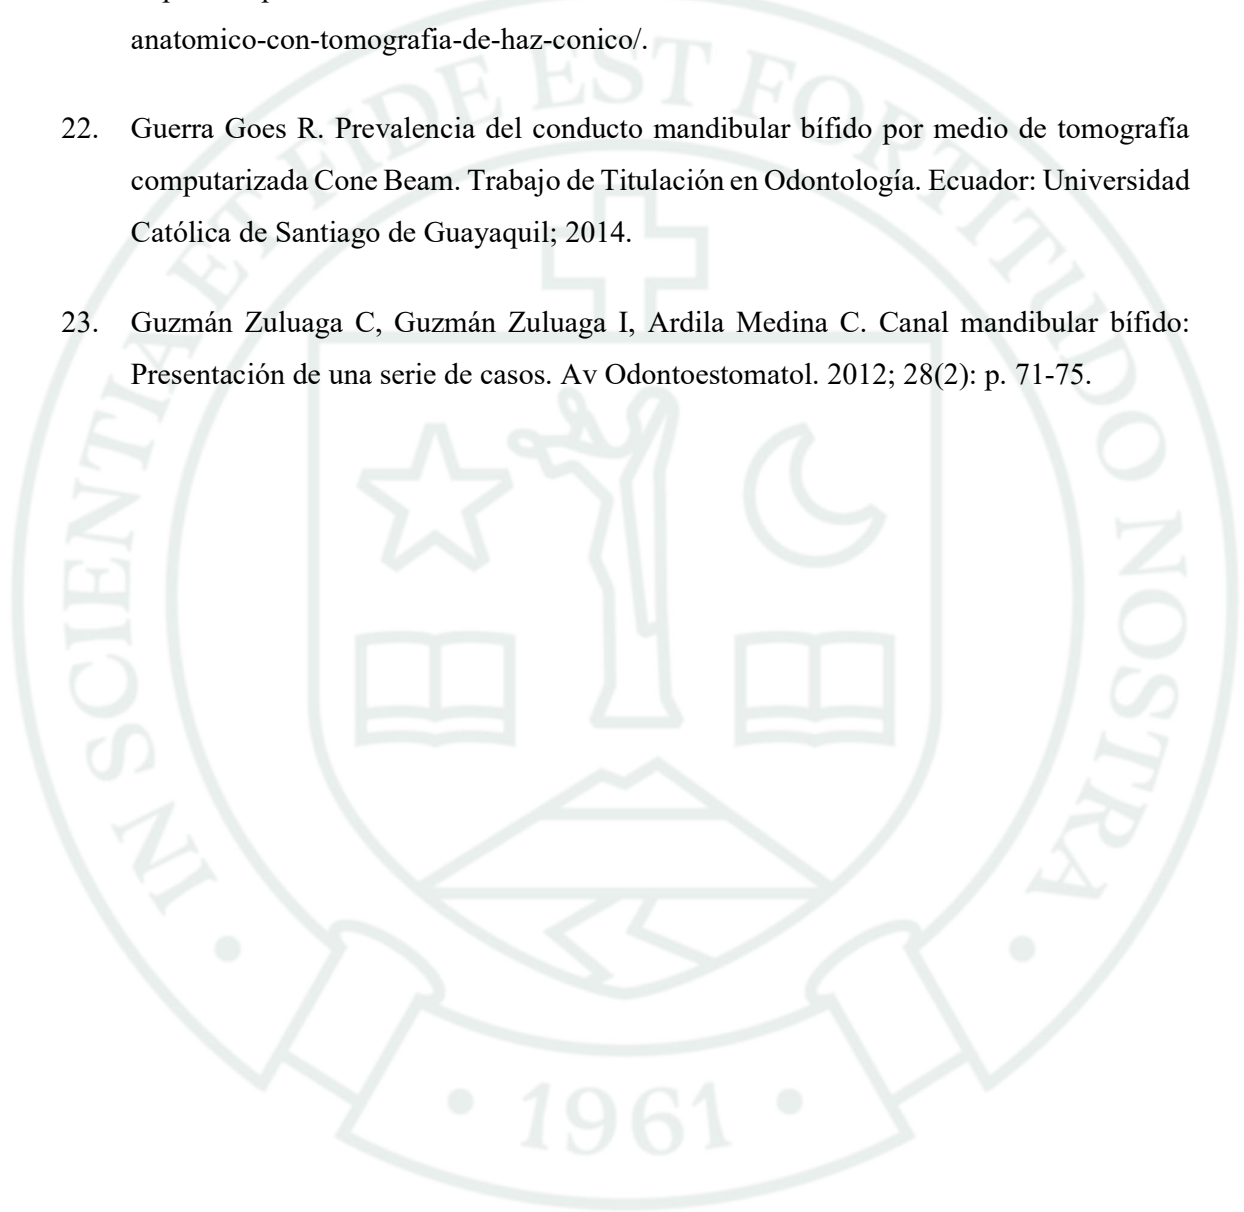 anatomico-con-tomografia-de-haz-conico/.
22. Guerra Goes R. Prevalencia del conducto mandibular bífido por medio de tomografía
computarizada Cone Beam. Trabajo de Titulación en Odontología. Ecuador: Universidad
Católica de Santiago de Guayaquil; 2014.
23. Guzmán Zuluaga C, Guzmán Zuluaga I, Ardila Medina C. Canal mandibular bífido:
Presentación de una serie de casos. Av Odontoestomatol. 2012; 28(2): p. 71-75.
IN SCIENTIA ET FIDE EST FORTITUDO NOSTRA
• 1961 •